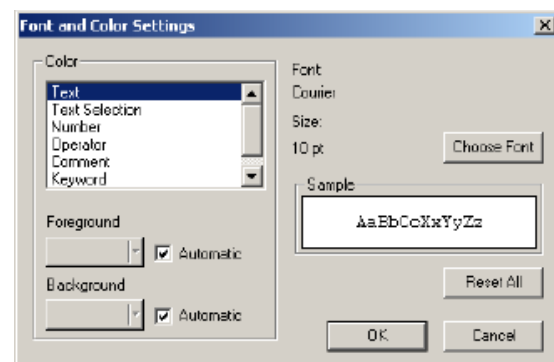 Font and Color Settings
Color
Text
Text Selection
Number
Operator
Comment
Keyword
Foreground
Automatic
Background
Automatic
Font:
Courier
Size:
10 pt
Choose Font
Sample
AaBbCcXxYyZz
Reset All
OK
Cancel